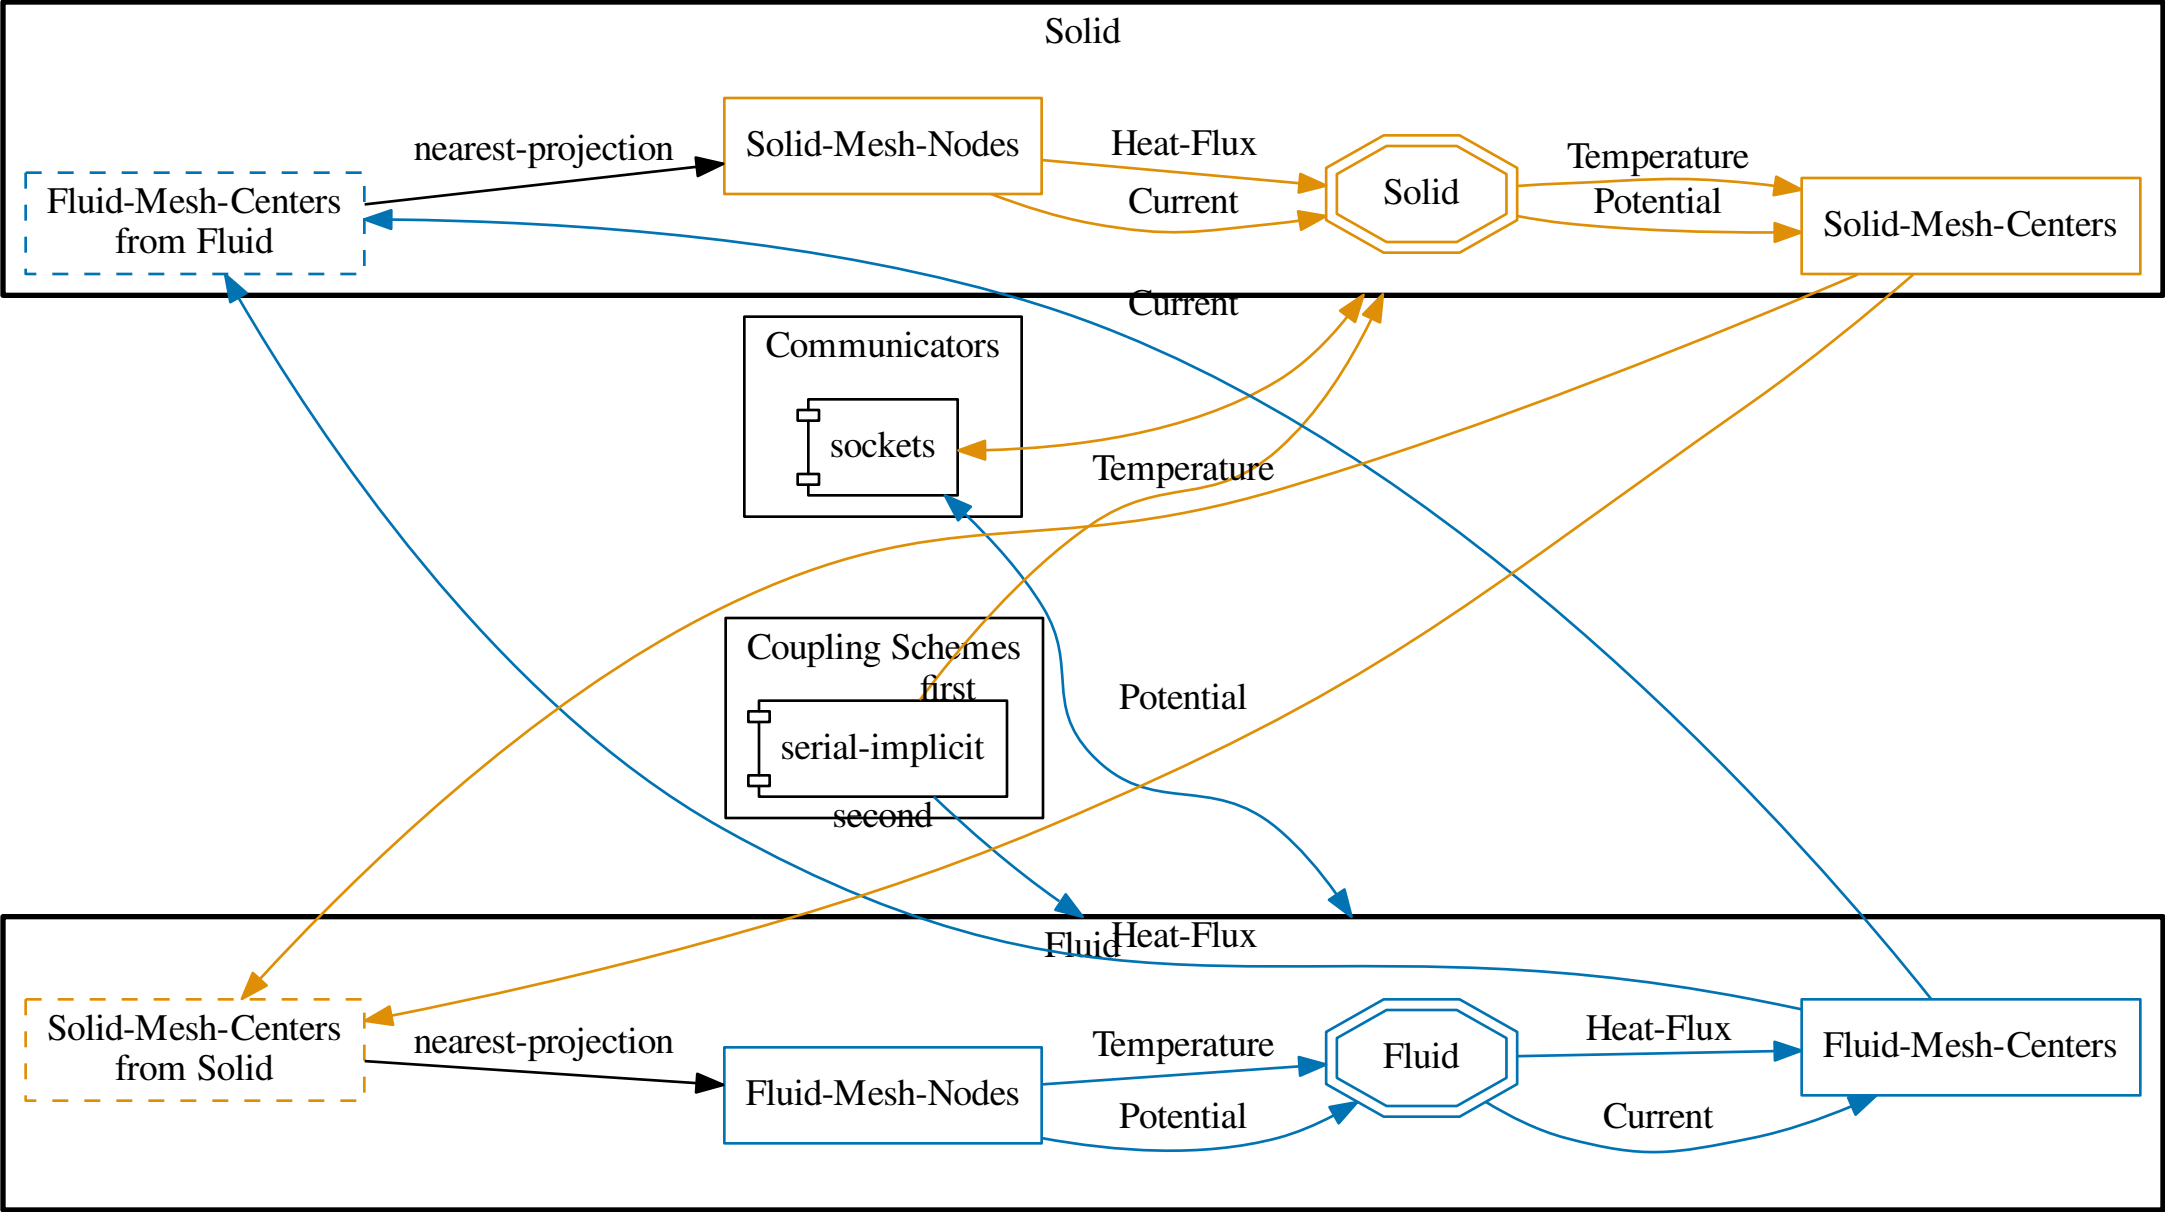 Solid
nearest-projection
Solid-Mesh-Nodes
Heat-Flux
Temperature
Fluid-Mesh-Centers
from Fluid
Current
Solid
Potential
Solid-Mesh-Centers
Current
Communicators
sockets
Temperature
Coupling Schemes
first
serial-implicit
Potential
second
Fluid
Heat-Flux
Solid-Mesh-Centers
from Solid
nearest-projection
Fluid-Mesh-Nodes
Temperature
Potential
Fluid
Heat-Flux
Current
Fluid-Mesh-Centers